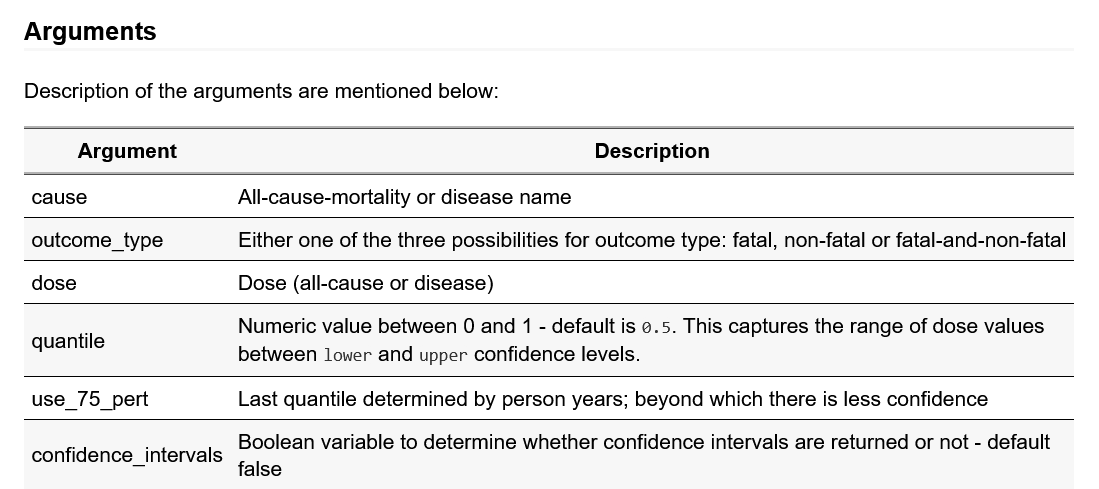 Arguments
Description of the arguments are mentioned below:
Argument Description
cause All-cause-mortality or disease name
outcome_type Either one of the three possibilities for outcome type: fatal, non-fatal or fatal-and-non-fatal
dose Dose (all-cause or disease)
quantile Numeric value between 0 and 1 - default is 0.5. This captures the range of dose values
between lower and upper confidence levels.
use_75_pert Last quantile determined by person years; beyond which there is less confidence
confidence_intervals Boolean variable to determine whether confidence intervals are returned or not - default
false